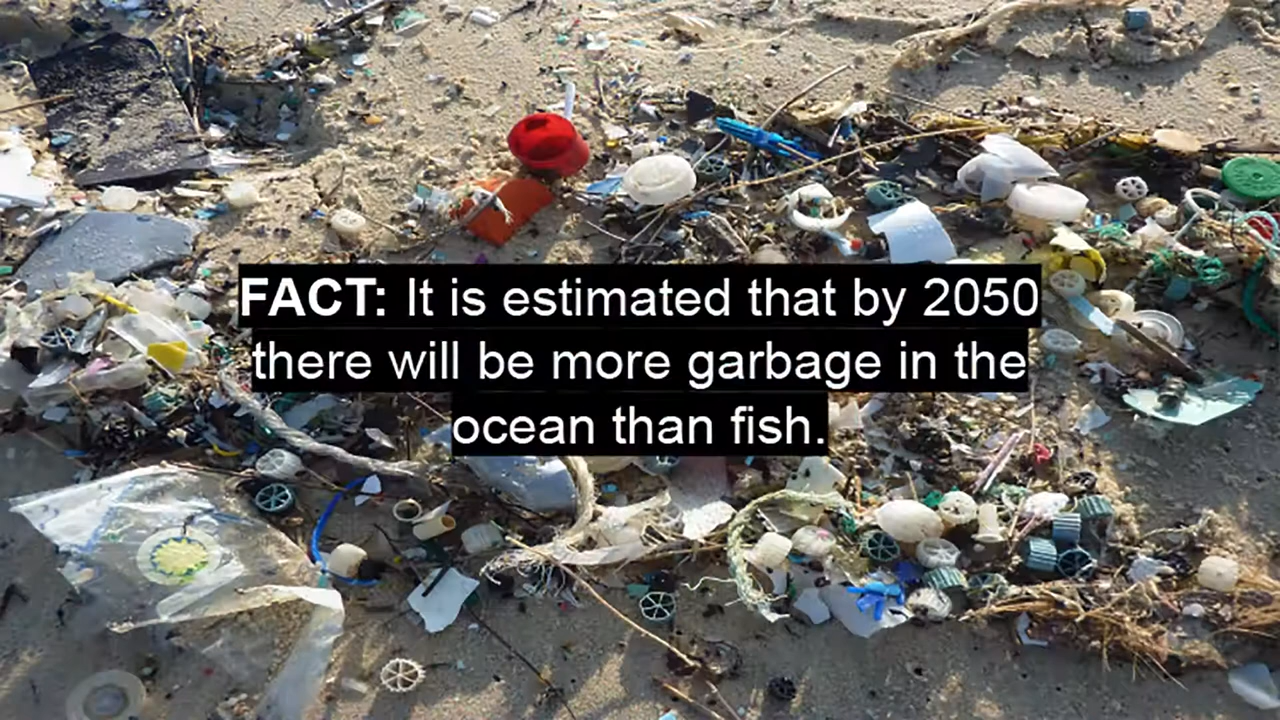 FACT: It is estimated that by 2050
there will be more garbage in the
ocean than fish.